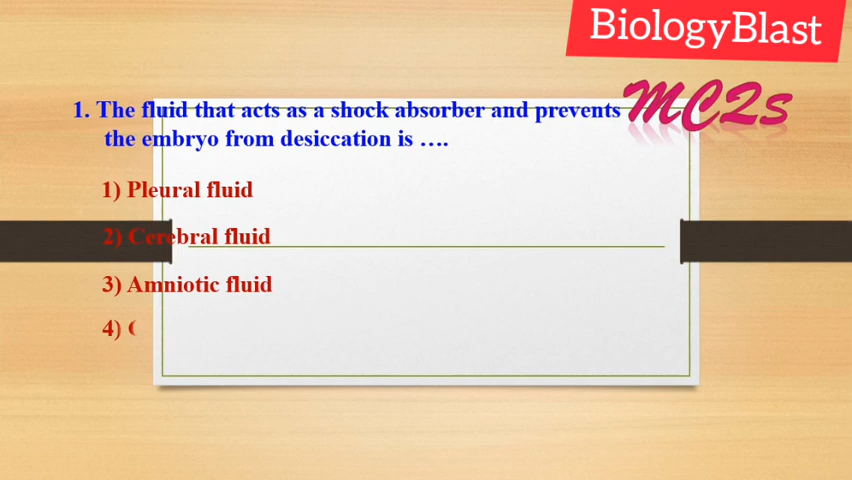 BiologyBlast
MCQs
1. The fluid that acts as a shock absorber and prevents
the embryo from desiccation is ….
1) Pleural fluid
2) Cerebral fluid
3) Amniotic fluid
4)